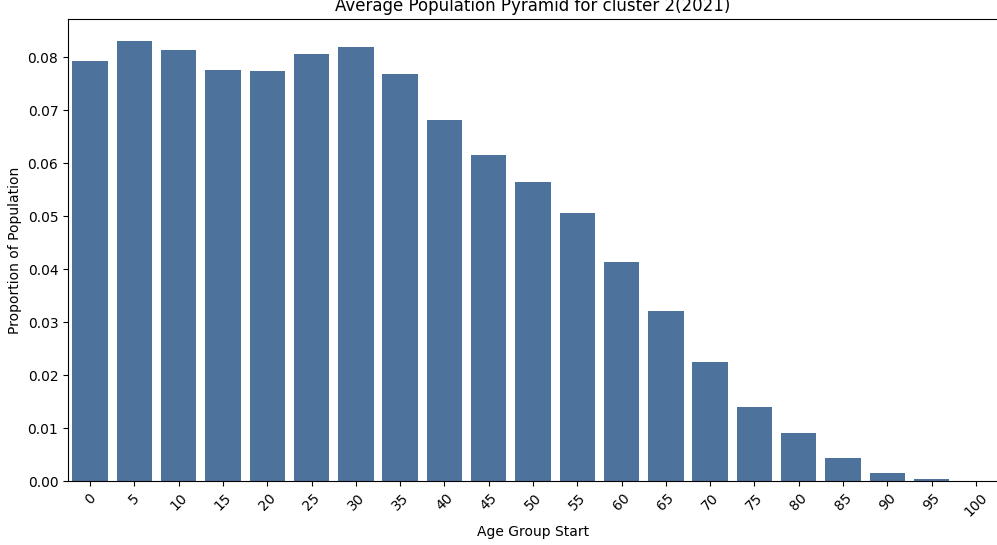 Average Population Pyramid for cluster 2(2021)
Proportion of Population
0.08
0.07
0.06
0.05
0.04
0.03
0.02
0.01
0.00
0 5 10 15 20 25 30 35 40 45 50 55 60 65 70 75 80 85 90 95 100
Age Group Start